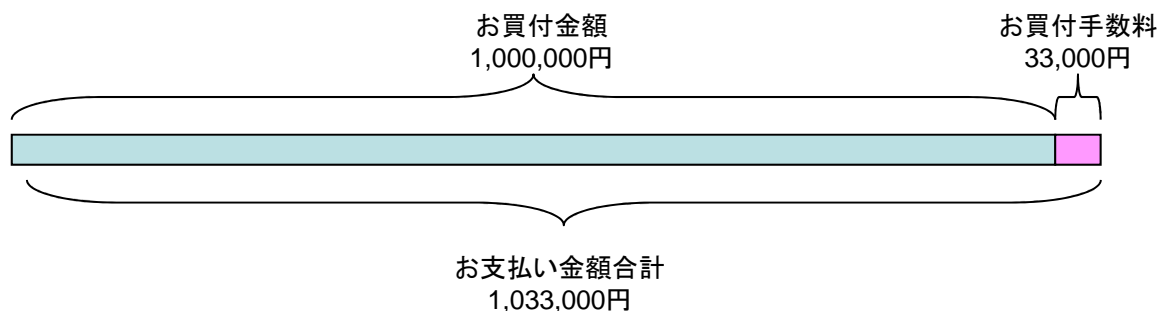 お買付金額
1,000,000円
お買付手数料
33,000円
お支払い金額合計
1,033,000円